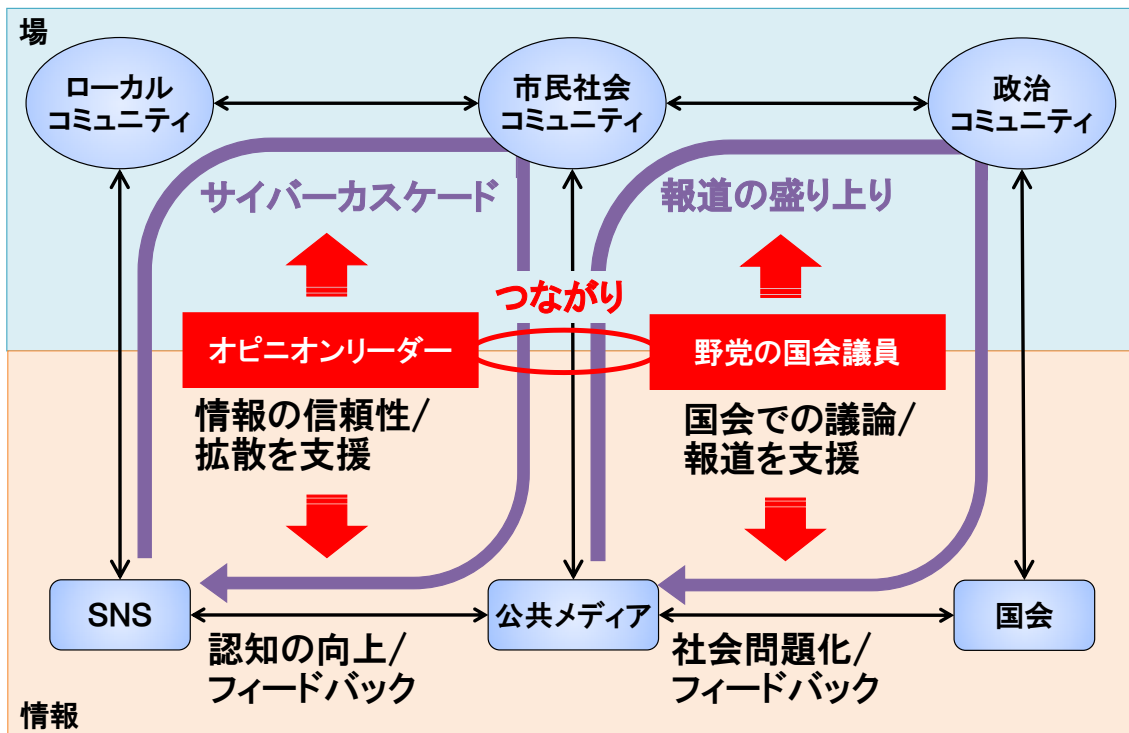 場
ローカル
コミュニティ
市民社会
コミュニティ
政治
コミュニティ
サイバーカスケード
報道の盛り上り
つながり
オピニオンリーダー
野党の国会議員
情報の信頼性/
拡散を支援
国会での議論/
報道を支援
SNS
公共メディア
国会
認知の向上/
フィードバック
社会問題化/
フィードバック
情報